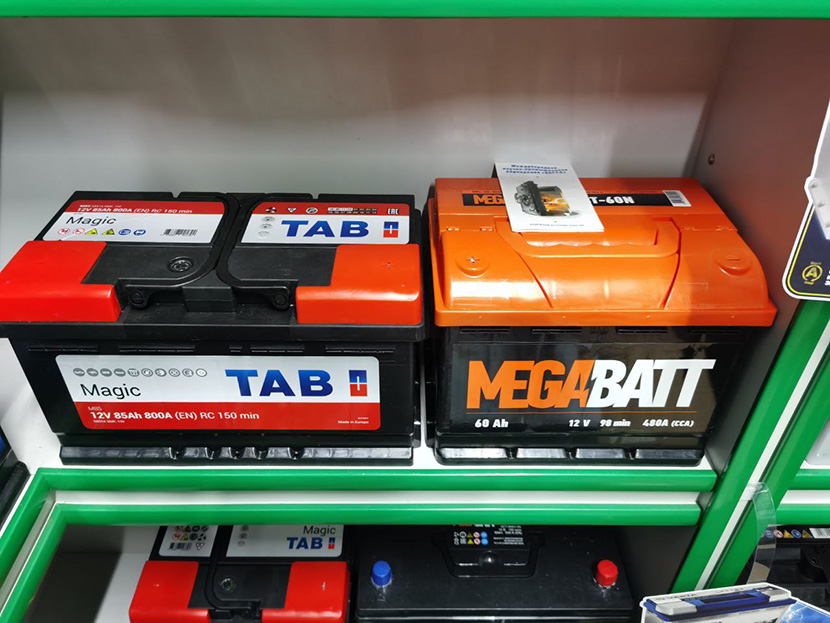 12V 85Ah 800A (EN) RC 150 min
Magic
TAB
MEGA
T-60N
Magic
TAB
M85
12V 85Ah 800A (EN) RC 150 min
Made in Europe
MEGABATT
60 Ah 12 V 98 min 480A (CCA)
Magic
TAB